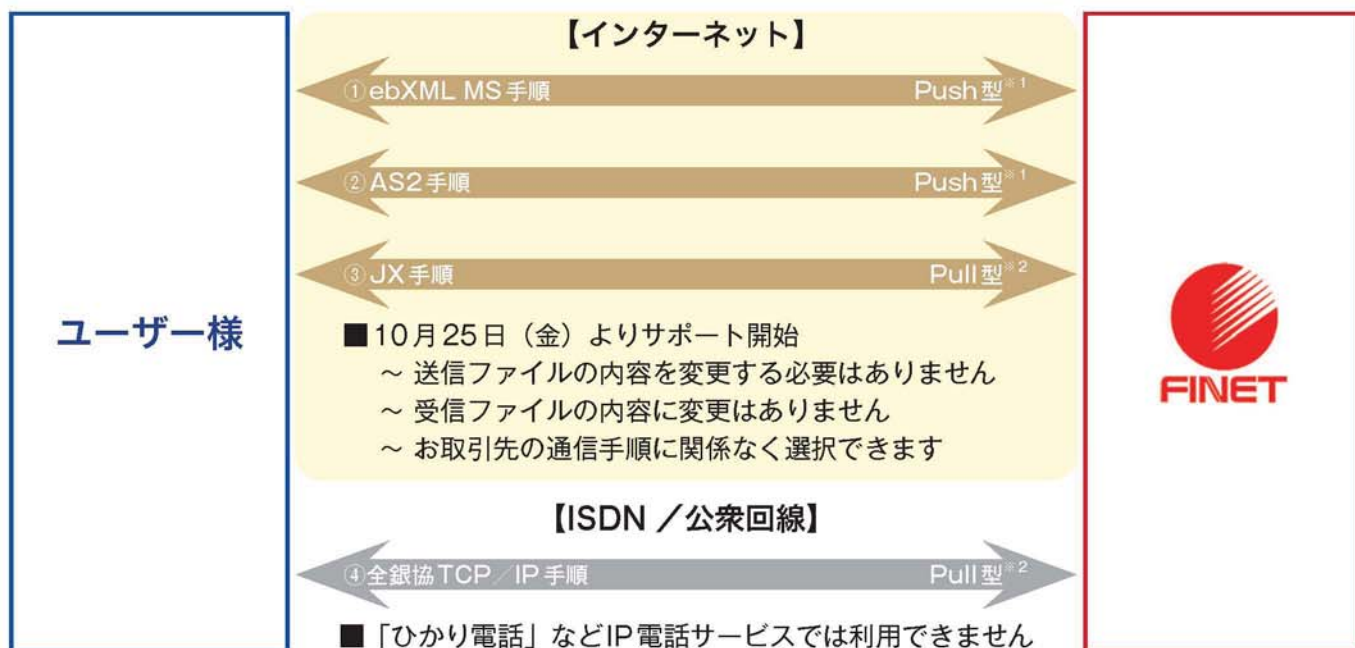 【インターネット】
①ebXML MS手順 Push型※1
②AS2手順 Push型※1
③JX手順 Pull型※2
ユーザー様
■10月25日（金）よりサポート開始
～ 送信ファイルの内容を変更する必要はありません
～ 受信ファイルの内容に変更はありません
～ お取引先の通信手順に関係なく選択できます
FINET
【ISDN ／公衆回線】
④全銀協TCP／IP手順 Pull型※2
■「ひかり電話」などIP電話サービスでは利用できません